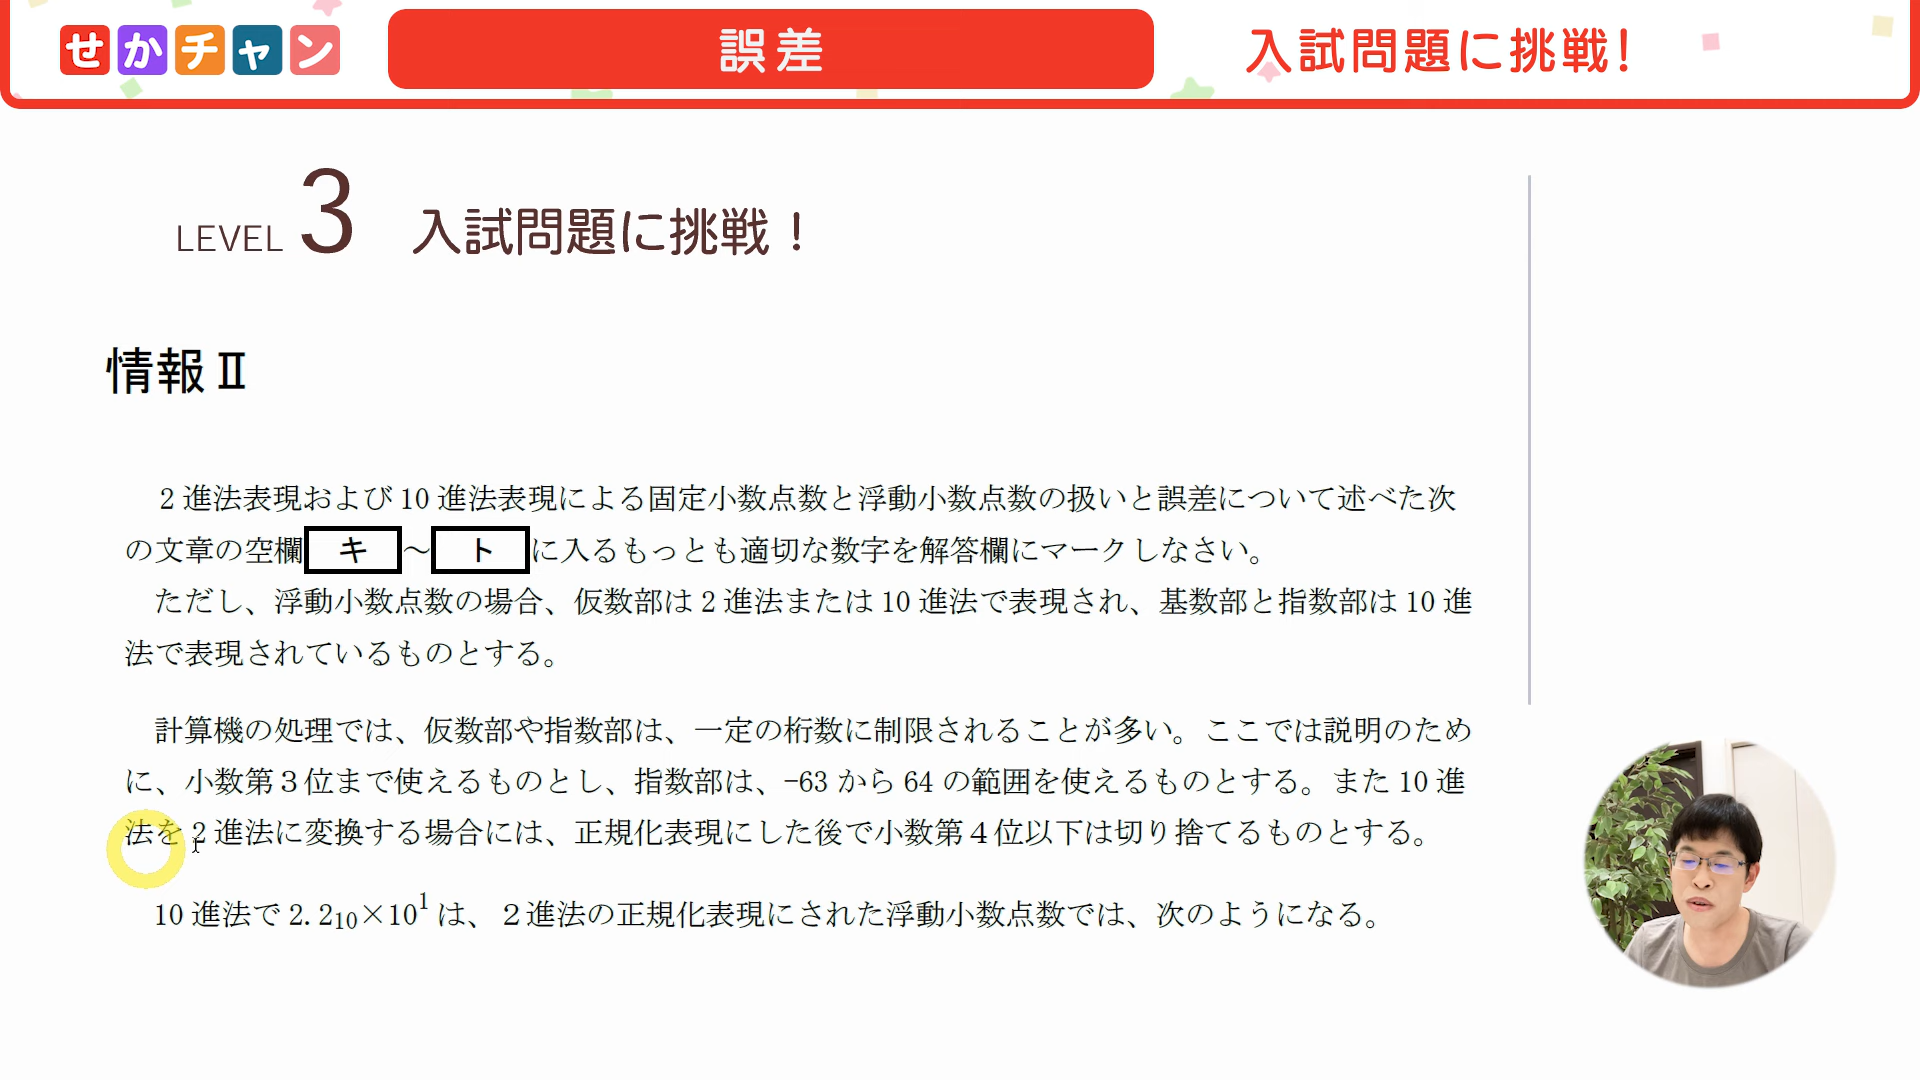 せかチャン
誤差
入試問題に挑戦!
LEVEL 3 入試問題に挑戦！
情報Ⅱ
2進法表現および10進法表現による固定小数点数と浮動小数点数の扱いと誤差について述べた次
の文章の空欄 キ ～ ト に入るもっとも適切な数字を解答欄にマークしなさい。
ただし、浮動小数点数の場合、仮数部は2進法または10進法で表現され、基数部と指数部は10進
法で表現されているものとする。
計算機の処理では、仮数部や指数部は、一定の桁数に制限されることが多い。ここでは説明のため
に、小数第３位まで使えるものとし、指数部は、-63から64の範囲を使えるものとする。また10進
法を2進法に変換する場合には、正規化表現にした後で小数第４位以下は切り捨てるものとする。
10進法で2.2₁₀×10¹は、２進法の正規化表現にされた浮動小数点数では、次のようになる。